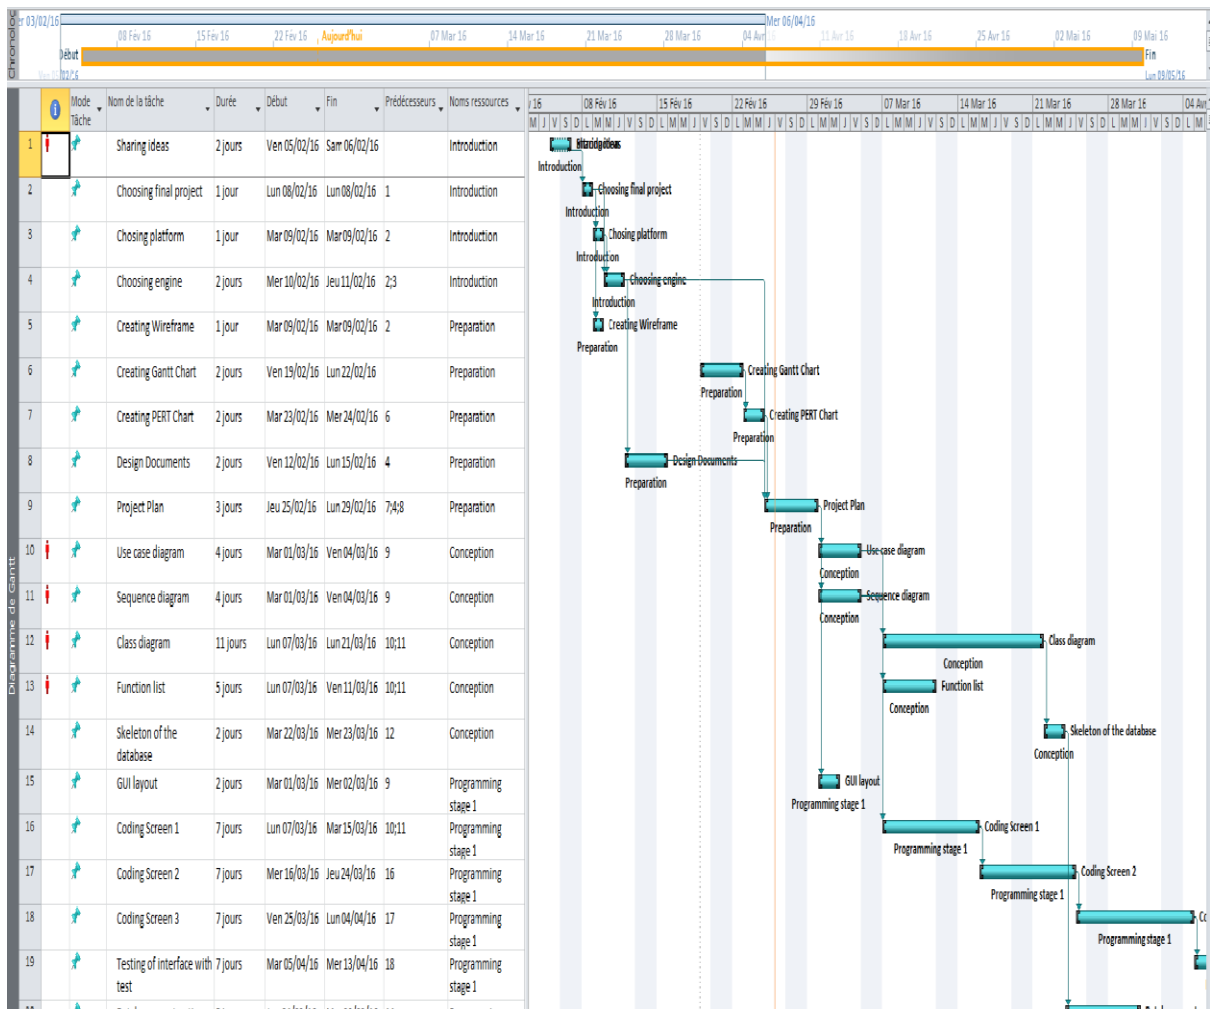 er 03/02/16
Mer 06/04/16
08 Fév 16
15 Fév 16
22 Fév 16
Aujourd'hui
07 Mar 16
14 Mar 16
21 Mar 16
28 Mar 16
04 Avr 16
11 Avr 16
18 Avr 16
25 Avr 16
02 Mai 16
09 Mai 16
Début
Fin
Lun 09/05/16
Mode Tâche
Nom de la tâche
Durée
Début
Fin
Prédécesseurs
Noms ressources
/ 16
08 Fév 16
15 Fév 16
22 Fév 16
29 Fév 16
07 Mar 16
14 Mar 16
21 Mar 16
28 Mar 16
M J V S D L M M J V S D L M M J V S D L M M J V S D L M M J V S D L M M J V S D L M M J V S D L M M J V S D L M M J V S D L M
1 Sharing ideas 2 jours Ven 05/02/16 Sam 06/02/16 Introduction
2 Choosing final project 1 jour Lun 08/02/16 Lun 08/02/16 1 Introduction
3 Chosing platform 1 jour Mar 09/02/16 Mar 09/02/16 2 Introduction
4 Choosing engine 2 jours Mer 10/02/16 Jeu 11/02/16 2;3 Introduction
5 Creating Wireframe 1 jour Mar 09/02/16 Mar 09/02/16 2 Preparation
6 Creating Gantt Chart 2 jours Ven 19/02/16 Lun 22/02/16 Preparation
7 Creating PERT Chart 2 jours Mar 23/02/16 Mer 24/02/16 6 Preparation
8 Design Documents 2 jours Ven 12/02/16 Lun 15/02/16 4 Preparation
9 Project Plan 3 jours Jeu 25/02/16 Lun 29/02/16 7;4;8 Preparation
10 Use case diagram 4 jours Mar 01/03/16 Ven 04/03/16 9 Conception
11 Sequence diagram 4 jours Mar 01/03/16 Ven 04/03/16 9 Conception
12 Class diagram 11 jours Lun 07/03/16 Lun 21/03/16 10;11 Conception
13 Function list 5 jours Lun 07/03/16 Ven 11/03/16 10;11 Conception
14 Skeleton of the database 2 jours Mar 22/03/16 Mer 23/03/16 12 Conception
15 GUI layout 2 jours Mar 01/03/16 Mer 02/03/16 9 Programming stage 1
16 Coding Screen 1 7 jours Lun 07/03/16 Mar 15/03/16 10;11 Programming stage 1
17 Coding Screen 2 7 jours Mer 16/03/16 Jeu 24/03/16 16 Programming stage 1
18 Coding Screen 3 7 jours Ven 25/03/16 Lun 04/04/16 17 Programming stage 1
19 Testing of interface with test 7 jours Mar 05/04/16 Mer 13/04/16 18 Programming stage 1
Introduction
Choosing final project
Introduction
Chosing platform
Introduction
Choosing engine
Introduction
Creating Wireframe
Preparation
Creating Gantt Chart
Preparation
Creating PERT Chart
Preparation
Design Documents
Preparation
Project Plan
Preparation
Use case diagram
Conception
Sequence diagram
Conception
Class diagram
Conception
Function list
Conception
Skeleton of the database
Conception
GUI layout
Programming stage 1
Coding Screen 1
Programming stage 1
Coding Screen 2
Programming stage 1
Programming stage 1
Diagramme de Gantt